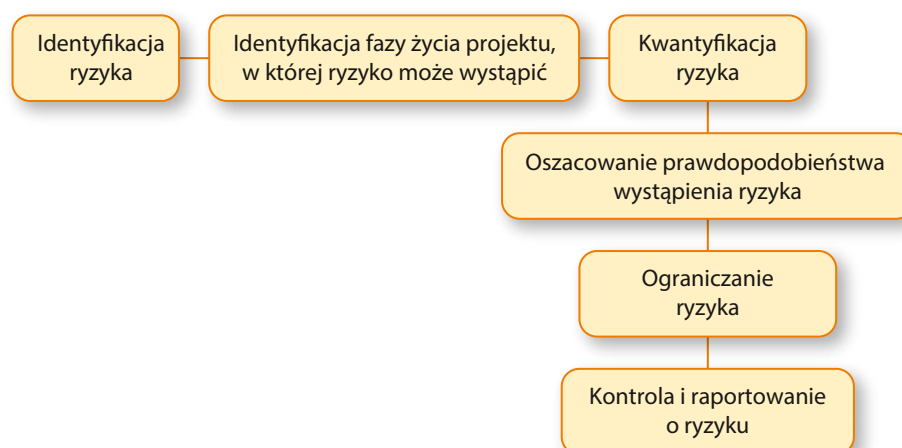 Identyfikacja
ryzyka
Identyfikacja fazy życia projektu,
w której ryzyko może wystąpić
Kwantyfikacja
ryzyka
Oszacowanie prawdopodobieństwa
wystąpienia ryzyka
Ograniczanie
ryzyka
Kontrola i raportowanie
o ryzyku